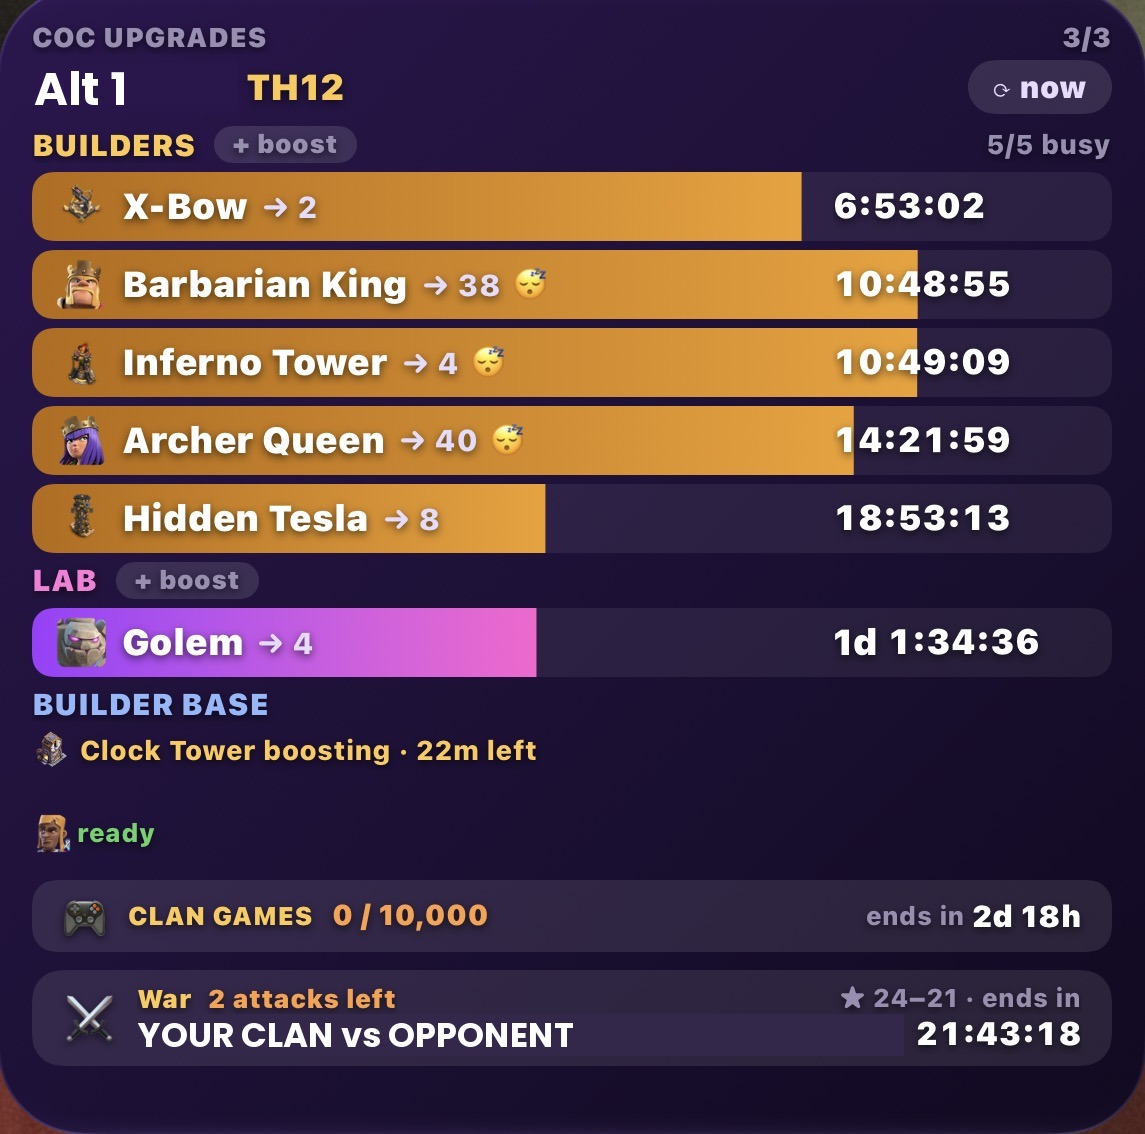 COC UPGRADES 3/3
Alt 1 TH12 ⟳ now
BUILDERS + boost 5/5 busy
X-Bow → 2 6:53:02
Barbarian King → 38 😴 10:48:55
Inferno Tower → 4 😴 10:49:09
Archer Queen → 40 😴 14:21:59
Hidden Tesla → 8 18:53:13
LAB + boost
Golem → 4 1d 1:34:36
BUILDER BASE
Clock Tower boosting · 22m left
ready
CLAN GAMES 0 / 10,000 ends in 2d 18h
War 2 attacks left ★ 24–21 · ends in
YOUR CLAN vs OPPONENT 21:43:18